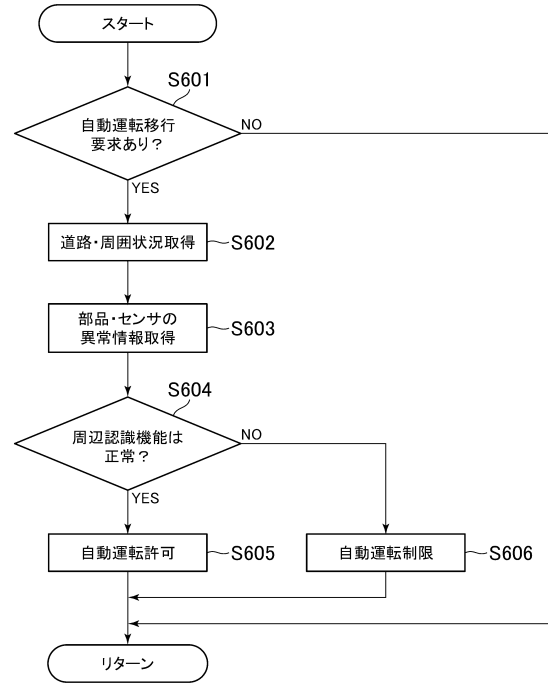 スタート
S601
自動運転移行
要求あり？
NO
YES
道路・周囲状況取得
S602
部品・センサの
異常情報取得
S603
S604
周辺認識機能は
正常？
NO
YES
自動運転許可
S605
自動運転制限
S606
リターン